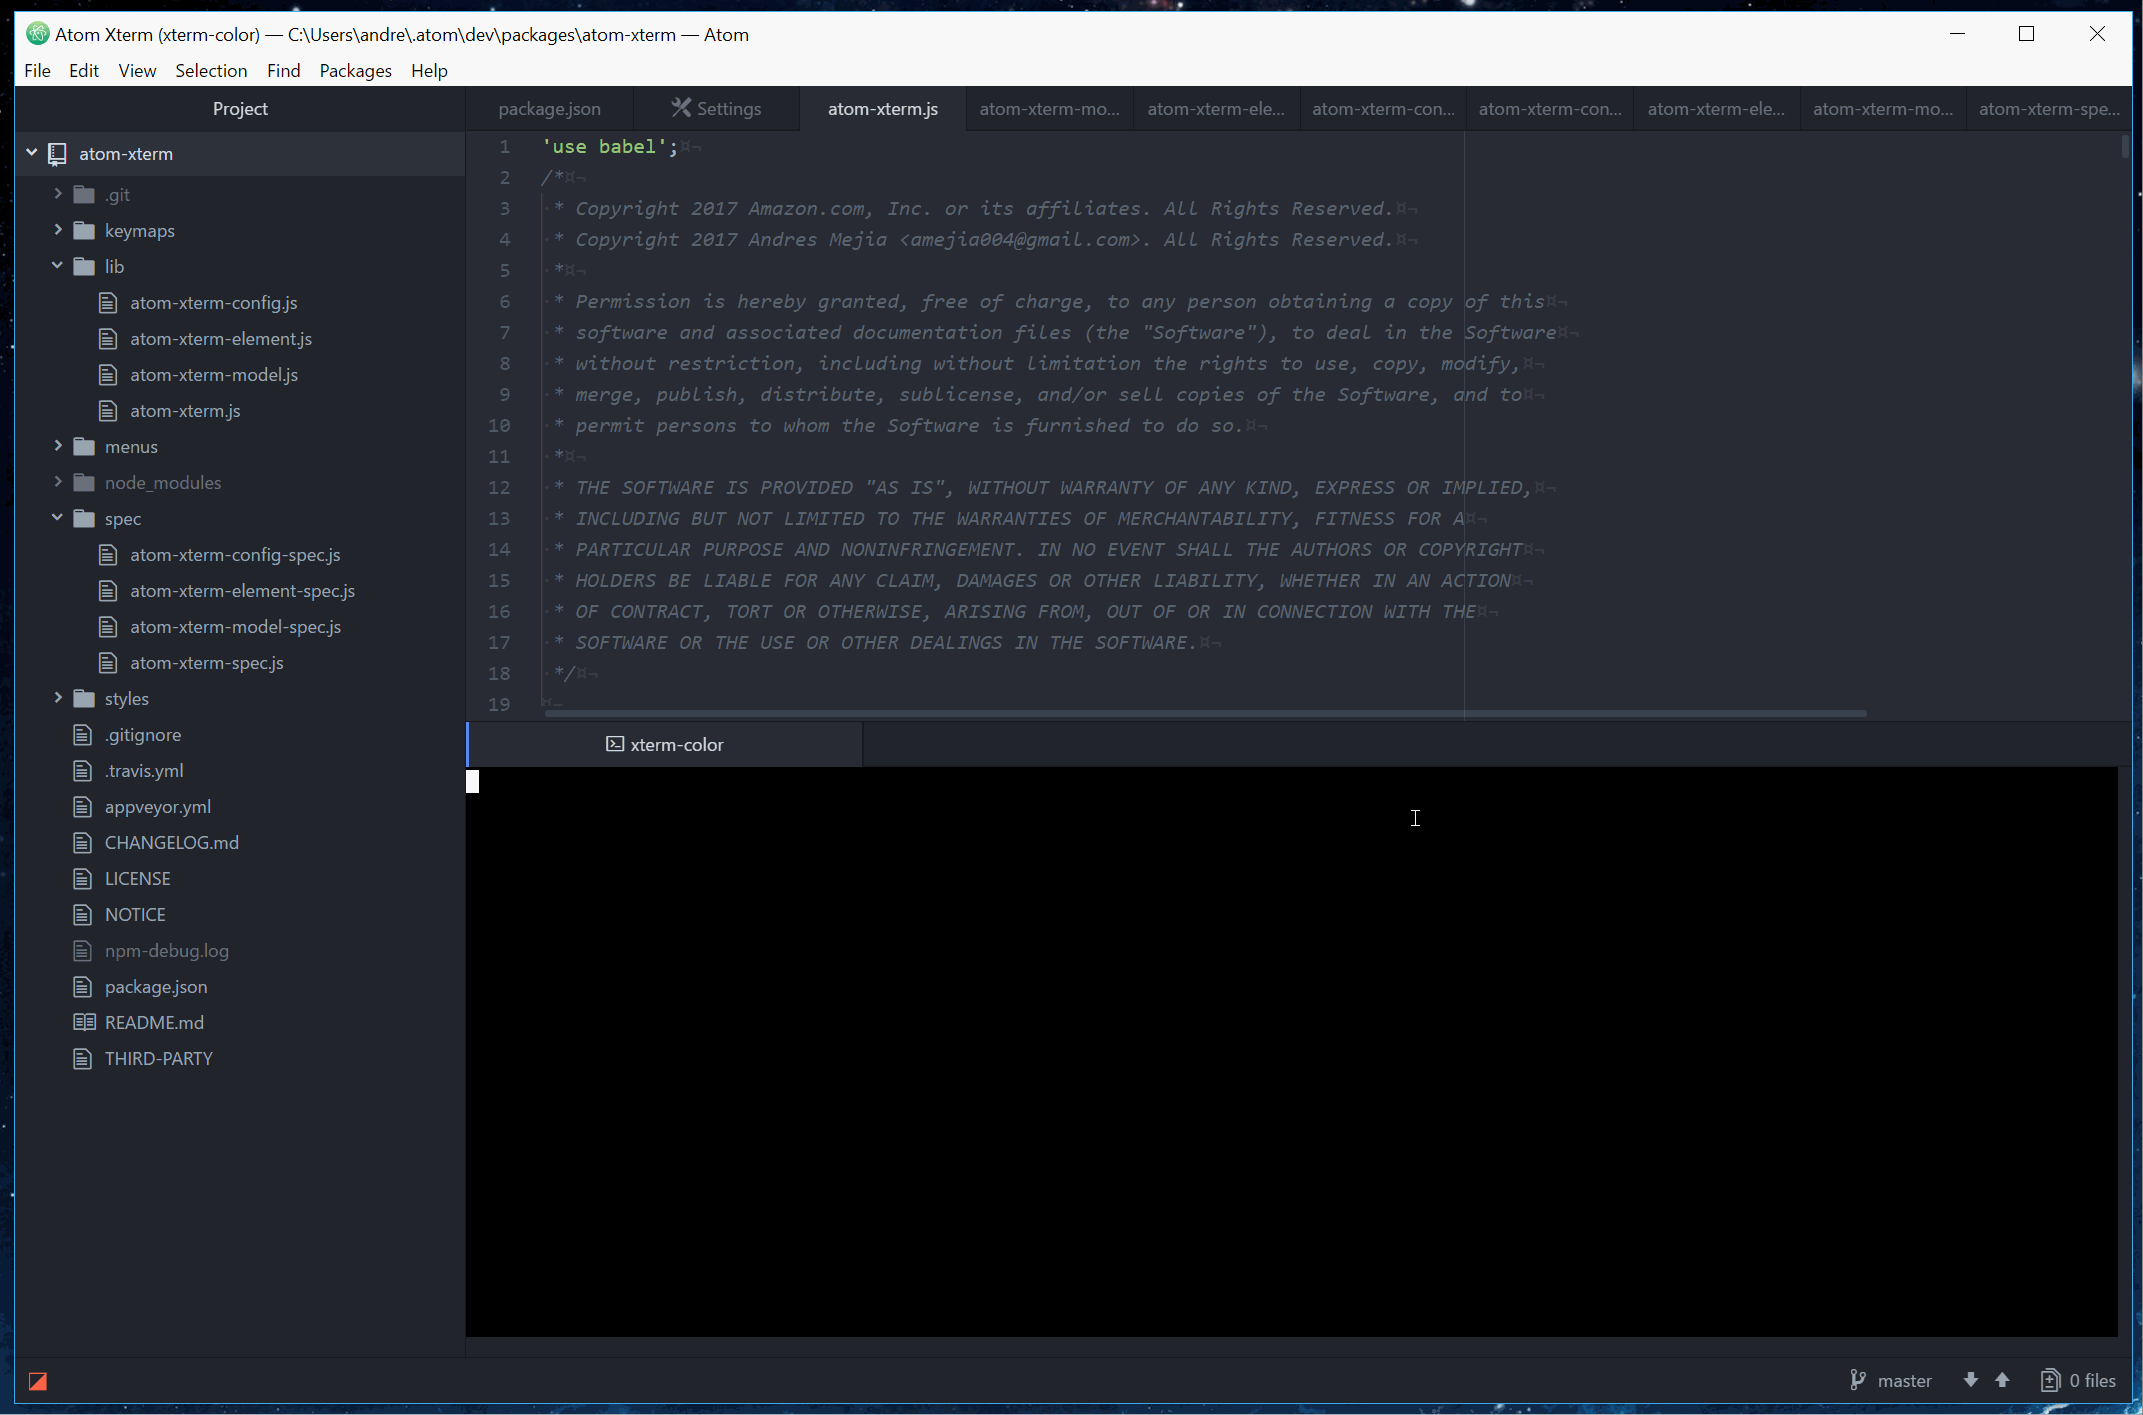 Atom Xterm (xterm-color) — C:\Users\andre\.atom\dev\packages\atom-xterm — Atom
File Edit View Selection Find Packages Help
Project
atom-xterm
.git
keymaps
lib
atom-xterm-config.js
atom-xterm-element.js
atom-xterm-model.js
atom-xterm.js
menus
node_modules
spec
atom-xterm-config-spec.js
atom-xterm-element-spec.js
atom-xterm-model-spec.js
atom-xterm-spec.js
styles
.gitignore
.travis.yml
appveyor.yml
CHANGELOG.md
LICENSE
NOTICE
npm-debug.log
package.json
README.md
THIRD-PARTY
package.json Settings atom-xterm.js atom-xterm-mo... atom-xterm-ele... atom-xterm-con... atom-xterm-con... atom-xterm-ele... atom-xterm-mo... atom-xterm-spe...
1 'use babel';¤¬
2 /*¤¬
3 ·* Copyright 2017 Amazon.com, Inc. or its affiliates. All Rights Reserved.¤¬
4 ·* Copyright 2017 Andres Mejia <amejia004@gmail.com>. All Rights Reserved.¤¬
5 ·*¤¬
6 ·* Permission is hereby granted, free of charge, to any person obtaining a copy of this¤¬
7 ·* software and associated documentation files (the "Software"), to deal in the Software¤¬
8 ·* without restriction, including without limitation the rights to use, copy, modify,¤¬
9 ·* merge, publish, distribute, sublicense, and/or sell copies of the Software, and to¤¬
10 ·* permit persons to whom the Software is furnished to do so.¤¬
11 ·*¤¬
12 ·* THE SOFTWARE IS PROVIDED "AS IS", WITHOUT WARRANTY OF ANY KIND, EXPRESS OR IMPLIED,¤¬
13 ·* INCLUDING BUT NOT LIMITED TO THE WARRANTIES OF MERCHANTABILITY, FITNESS FOR A¤¬
14 ·* PARTICULAR PURPOSE AND NONINFRINGEMENT. IN NO EVENT SHALL THE AUTHORS OR COPYRIGHT¤¬
15 ·* HOLDERS BE LIABLE FOR ANY CLAIM, DAMAGES OR OTHER LIABILITY, WHETHER IN AN ACTION¤¬
16 ·* OF CONTRACT, TORT OR OTHERWISE, ARISING FROM, OUT OF OR IN CONNECTION WITH THE¤¬
17 ·* SOFTWARE OR THE USE OR OTHER DEALINGS IN THE SOFTWARE.¤¬
18 ·*/¤¬
19 ¤¬
xterm-color
master 0 files